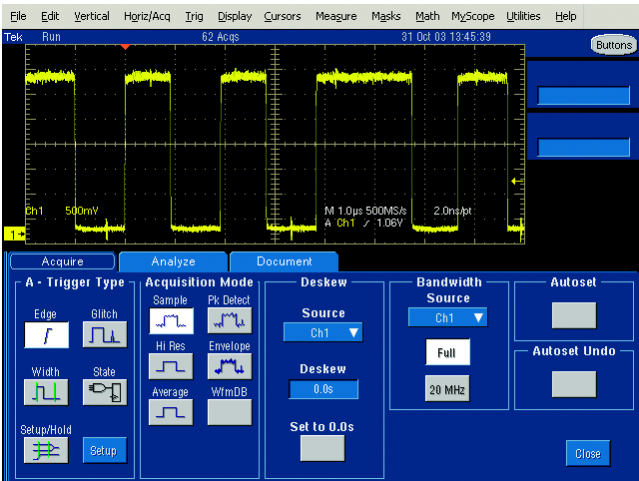 File Edit Vertical Horiz/Acq Trig Display Cursors Measure Masks Math MyScope Utilities Help
Tek Run 62 Acqs 31 Oct 03 13:45:39
Buttons
Ch1 500mV M 1.0µs 500MS/s 2.0ns/pt
A Ch1 / 1.06V
1
Acquire Analyze Document
A - Trigger Type
Edge Glitch
Width State
Setup/Hold
Setup
Acquisition Mode
Sample Pk Detect
Hi Res Envelope
Average WfmDB
Deskew
Source
Ch1
Deskew
0.0s
Set to 0.0s
Bandwidth
Source
Ch1
Full
20 MHz
Autoset
Autoset Undo
Close